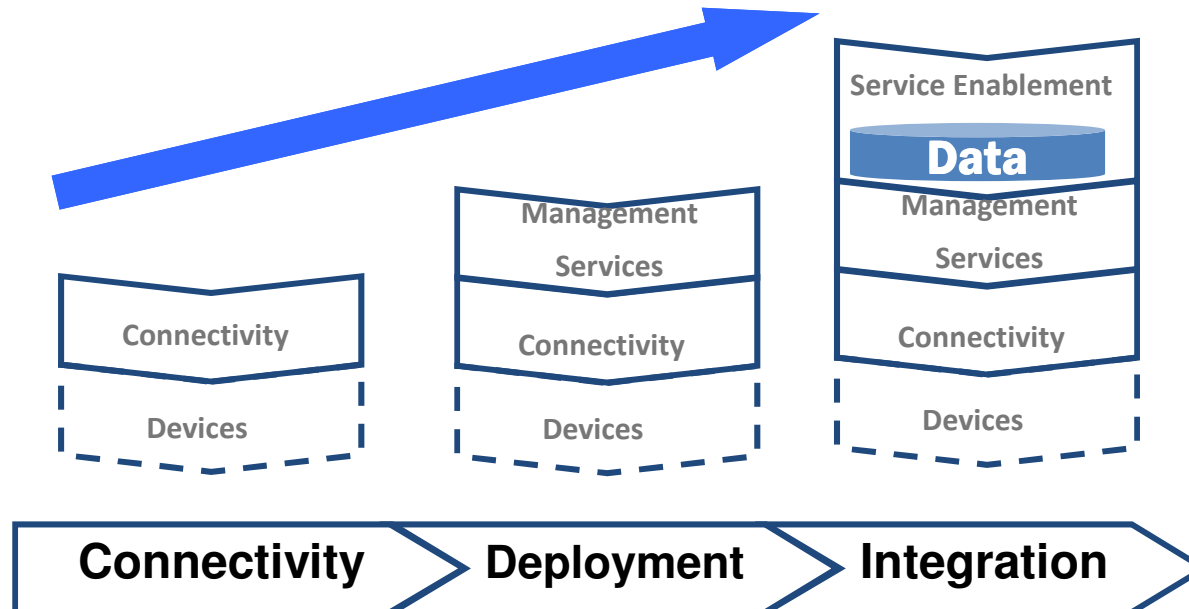 Connectivity
Devices
Management
Services
Connectivity
Devices
Service Enablement
Data
Management
Services
Connectivity
Devices
Connectivity
Deployment
Integration